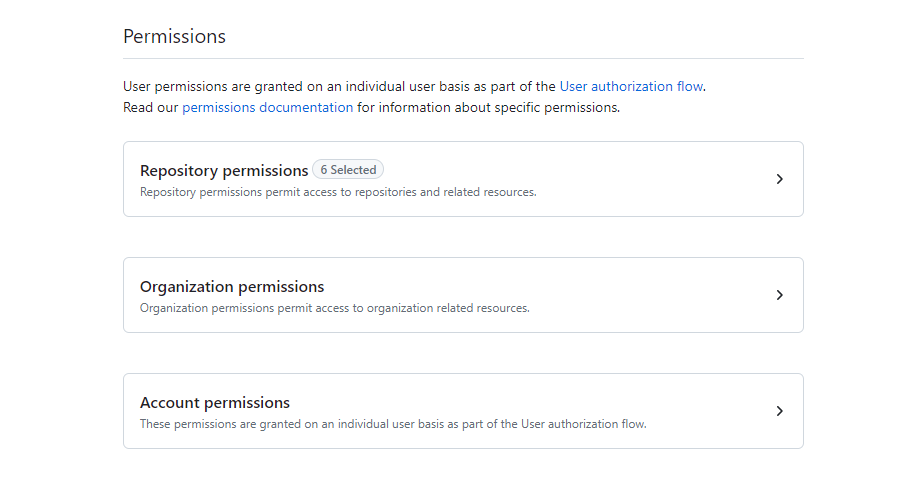 Permissions
User permissions are granted on an individual user basis as part of the User authorization flow.
Read our permissions documentation for information about specific permissions.
Repository permissions 6 Selected
Repository permissions permit access to repositories and related resources.
Organization permissions
Organization permissions permit access to organization related resources.
Account permissions
These permissions are granted on an individual user basis as part of the User authorization flow.